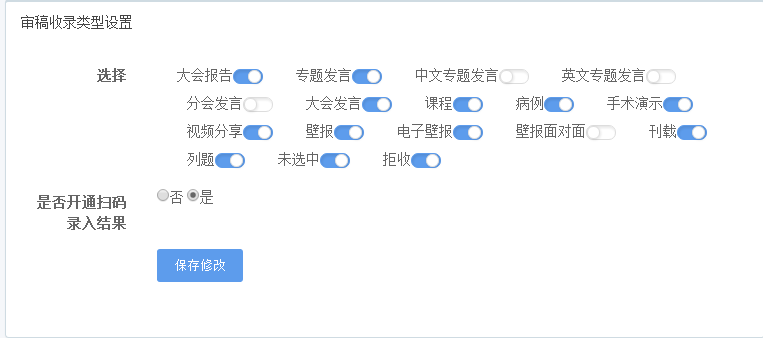 审稿收录类型设置
选择 大会报告 专题发言 中文专题发言 英文专题发言
分会发言 大会发言 课程 病例 手术演示
视频分享 壁报 电子壁报 壁报面对面 刊载
列题 未选中 拒收
是否开通扫码 否 是
录入结果
保存修改